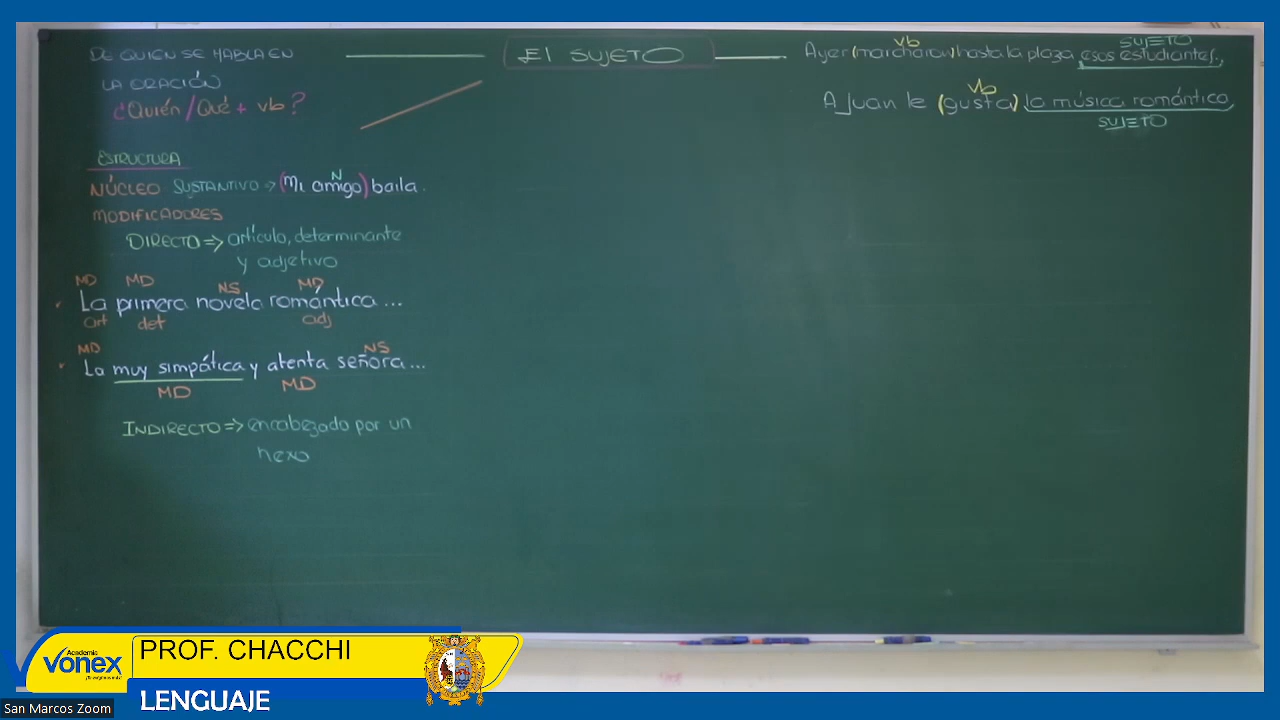 DE QUIEN SE HABLA EN
LA ORACIÓN
¿Quién / Qué + vb?
El SUJETO
vb
SUJETO
Ayer (marcharon) hasta la plaza esos estudiantes.
vb
A Juan le (gusta) la música romántica
SUJETO
ESTRUCTURA
N
NÚCLEO SUSTANTIVO → (Mi amigo) baila.
MODIFICADORES
DIRECTO ⇒ artículo, determinante
y adjetivo
MD MD NS MD
La primera novela romántica ...
art det adj
MD NS
La muy simpática y atenta señora ...
MD MD
INDIRECTO ⇒ encabezado por un
nexo
Academia
Vonex
PROF. CHACCHI
LENGUAJE
San Marcos Zoom